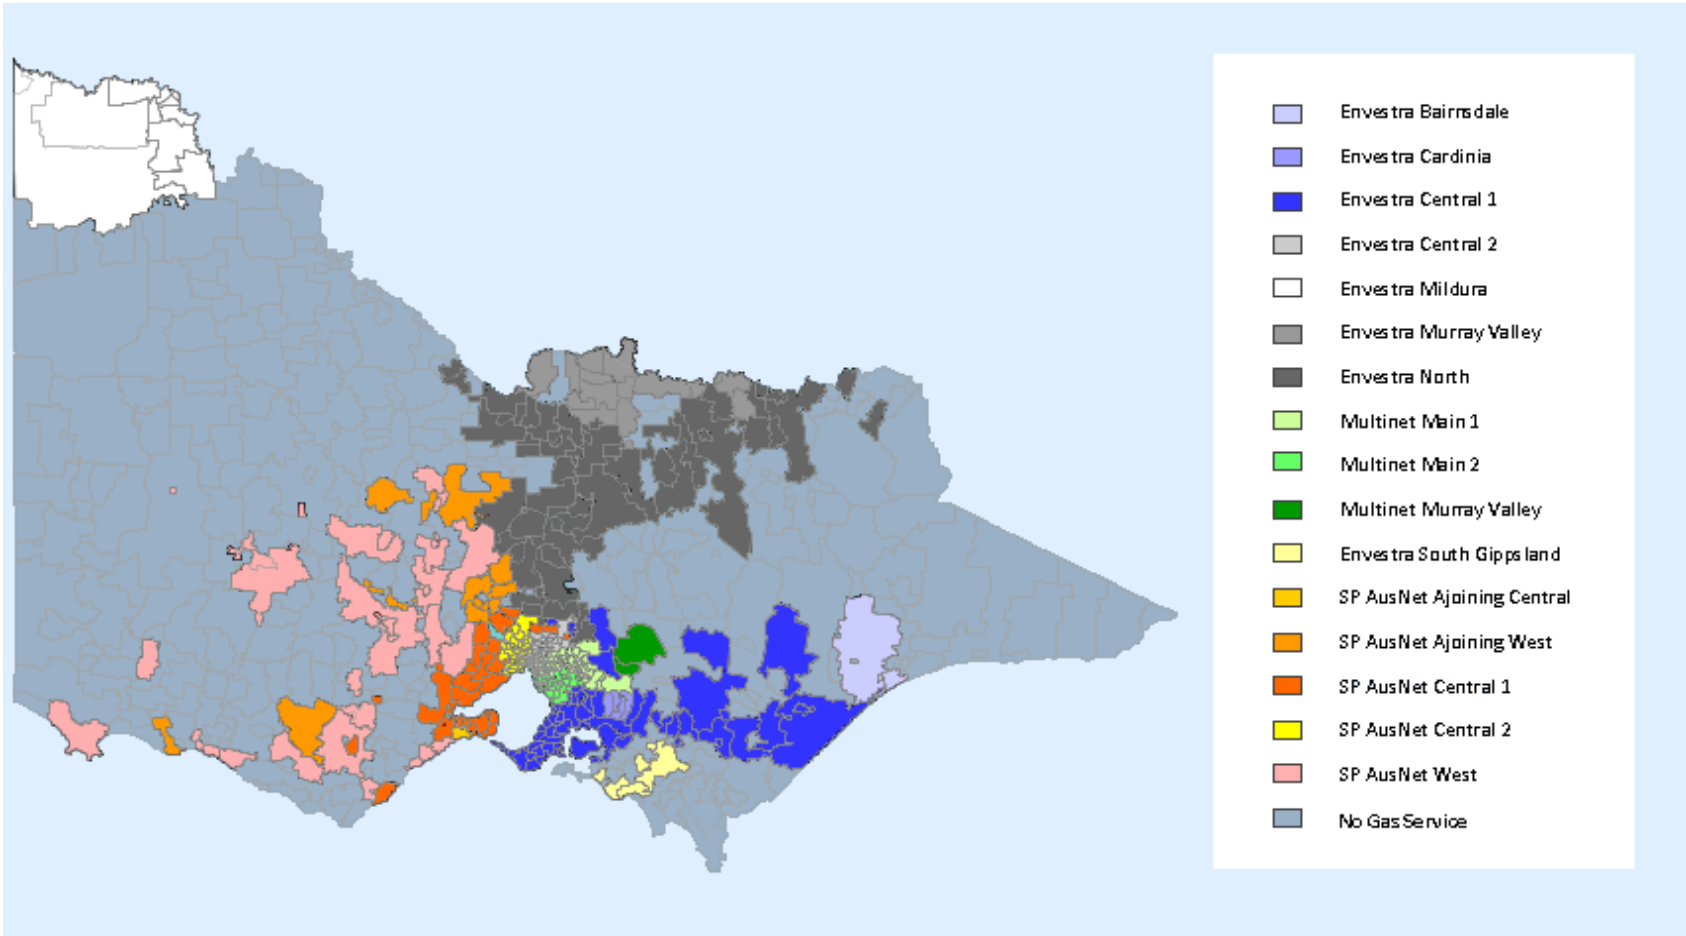 Envestra Bairnsdale
Envestra Cardinia
Envestra Central 1
Envestra Central 2
Envestra Mildura
Envestra Murray Valley
Envestra North
Multinet Main 1
Multinet Main 2
Multinet Murray Valley
Envestra South Gippsland
SP AusNet Ajoining Central
SP AusNet Ajoining West
SP AusNet Central 1
SP AusNet Central 2
SP AusNet West
No Gas Service